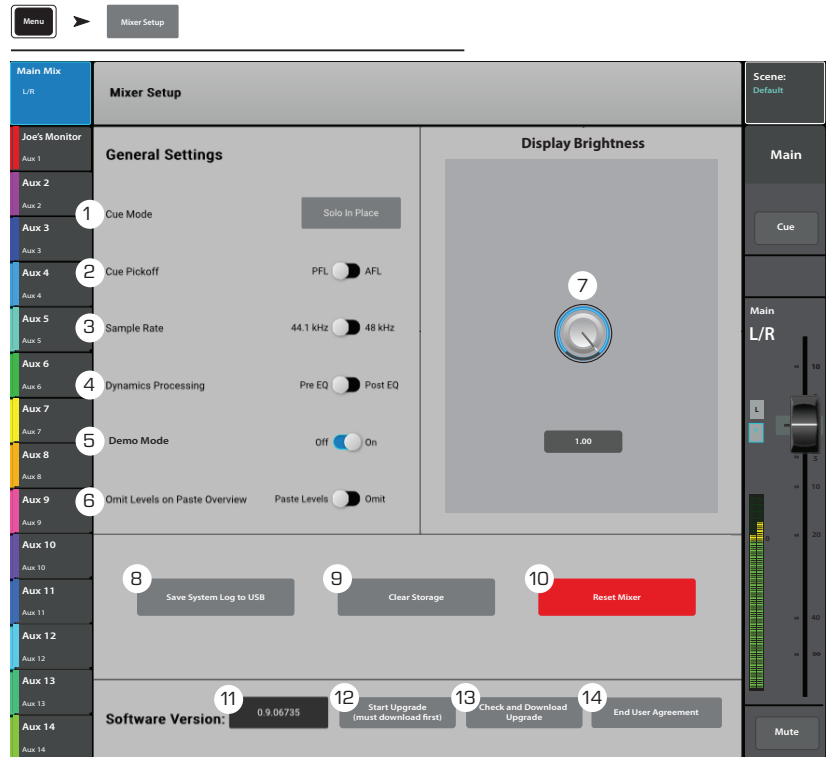 Menu
Mixer Setup
Main Mix
L/R
Mixer Setup
Scene:
Default
Joe's Monitor
Aux 1
Aux 2
Aux 2
Aux 3
Aux 3
Aux 4
Aux 4
Aux 5
Aux 5
Aux 6
Aux 6
Aux 7
Aux 7
Aux 8
Aux 8
Aux 9
Aux 9
Aux 10
Aux 10
Aux 11
Aux 11
Aux 12
Aux 12
Aux 13
Aux 13
Aux 14
Aux 14
General Settings
1 Cue Mode Solo In Place
2 Cue Pickoff PFL AFL
3 Sample Rate 44.1 kHz 48 kHz
4 Dynamics Processing Pre EQ Post EQ
5 Demo Mode Off On
6 Omit Levels on Paste Overview Paste Levels Omit
Display Brightness
7
1.00
8 Save System Log to USB
9 Clear Storage
10 Reset Mixer
Software Version:
11 0.9.06735
12 Start Upgrade
(must download first)
13 Check and Download
Upgrade
14 End User Agreement
Main
Cue
Main
L/R
10
L
5
10
0
20
40
∞
Mute